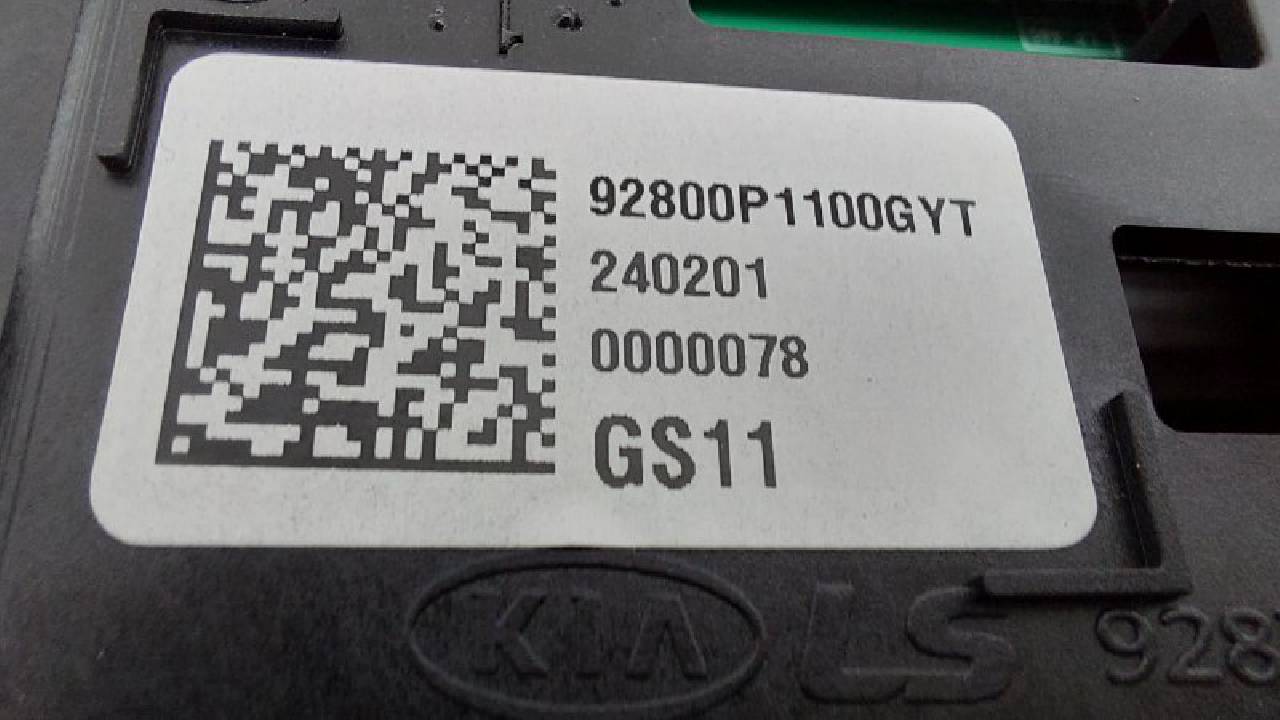 92800P1100GYT
240201
0000078
GS11
KIA LS 928